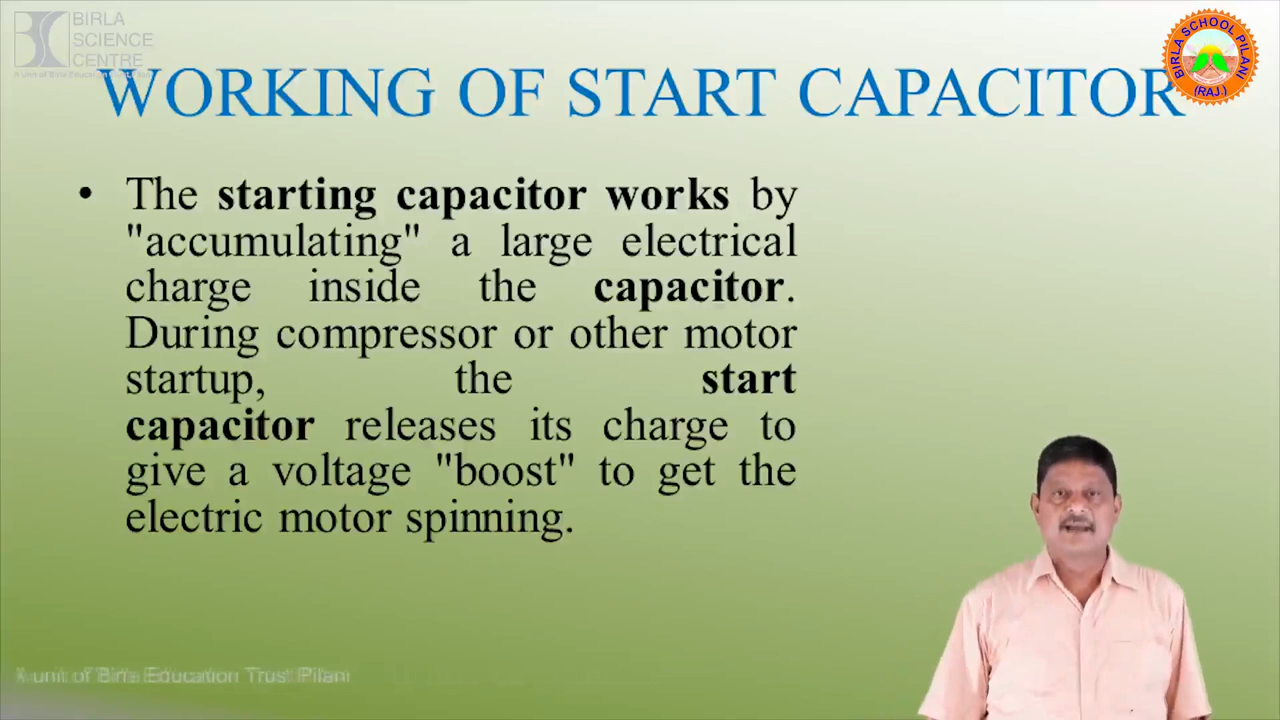 BIRLA
SCIENCE
CENTRE
WORKING OF START CAPACITOR
BIRLA SCHOOL PILANI
(RAJ.)
• The starting capacitor works by
"accumulating" a large electrical
charge inside the capacitor.
During compressor or other motor
startup, the start
capacitor releases its charge to
give a voltage "boost" to get the
electric motor spinning.
A unit of Birla Education Trust Pilani